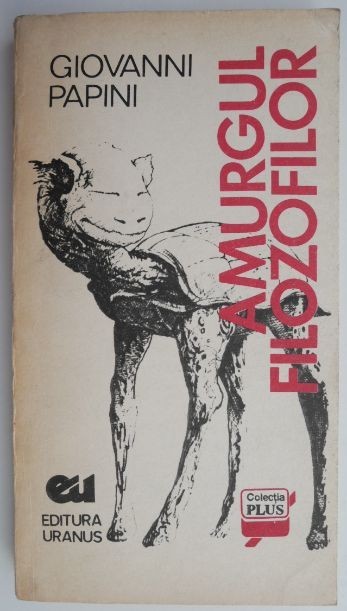 GIOVANNI
PAPINI
AMURGUL
FILOZOFILOR
eu
EDITURA
URANUS
Colecția
PLUS